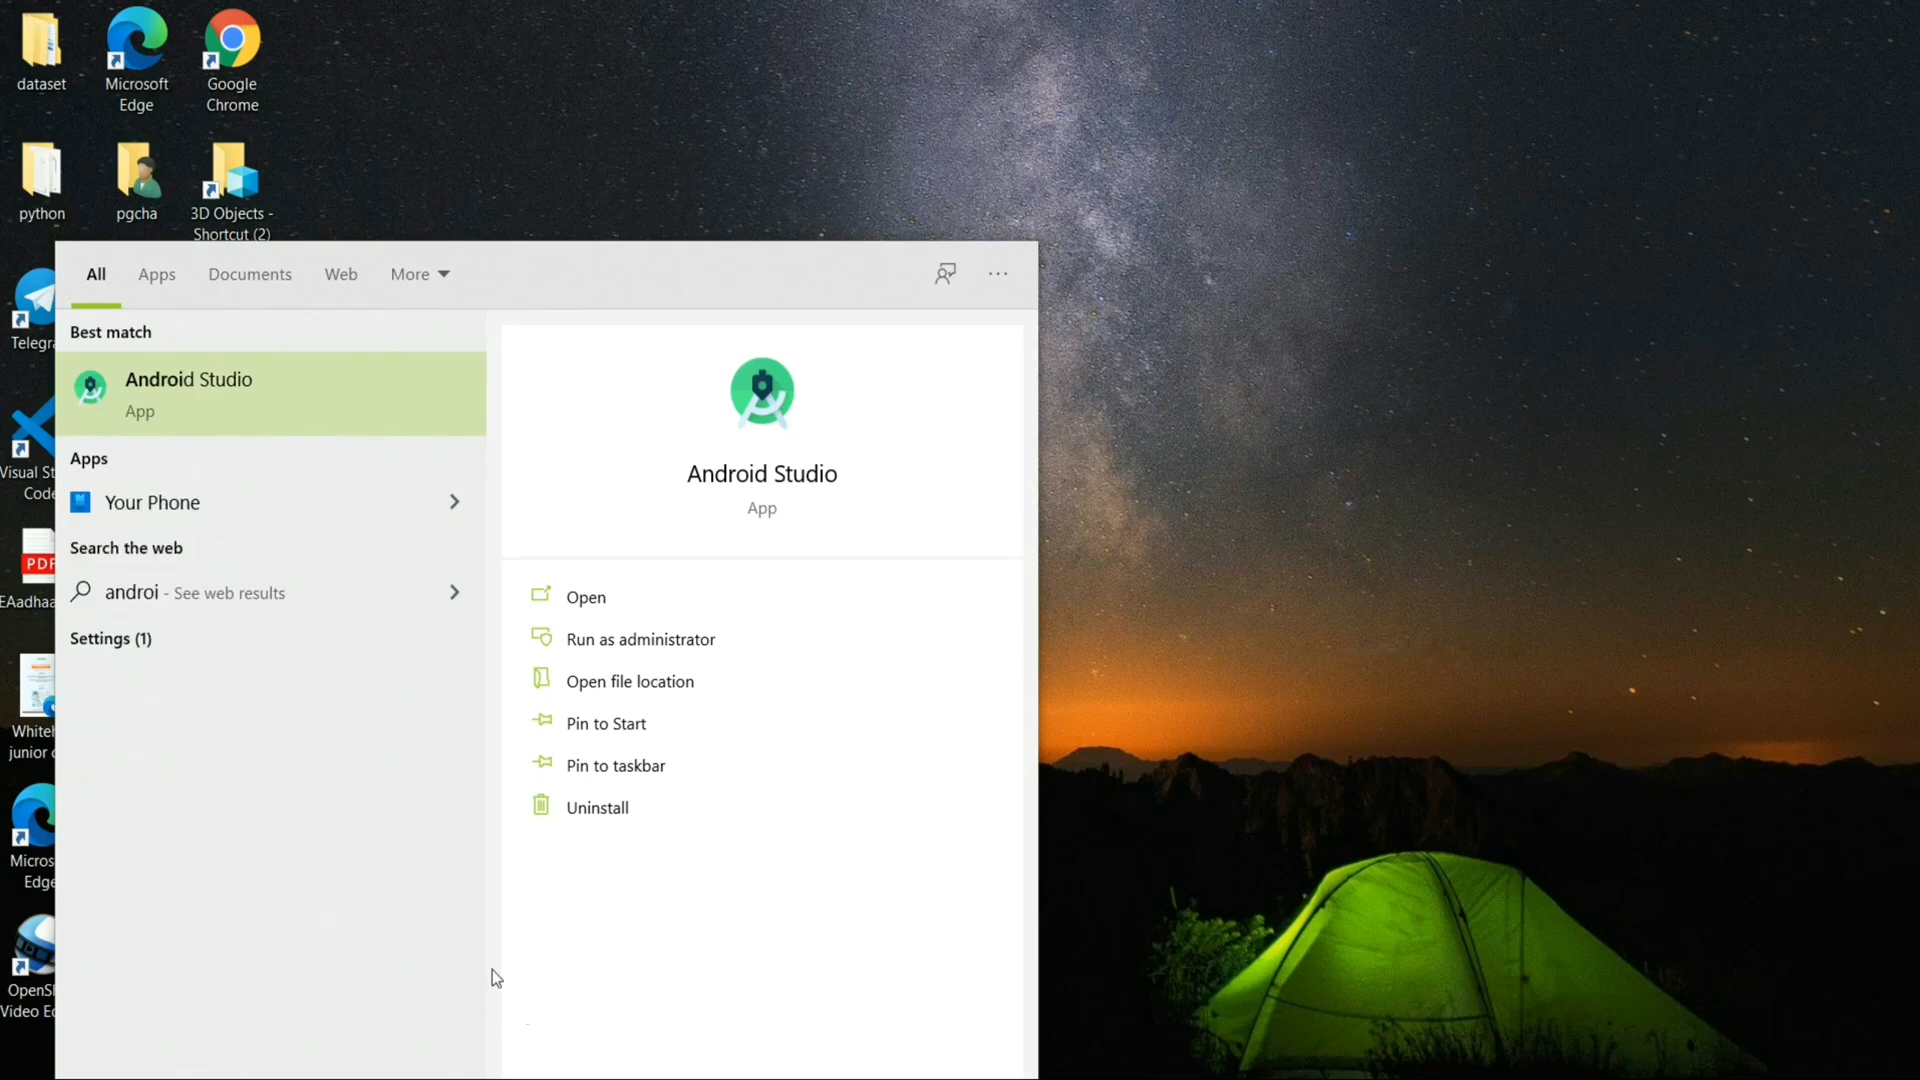 dataset
Microsoft
Edge
Google
Chrome
python
pgcha
3D Objects -
Shortcut (2)
Telegra
Visual St
Code
PDF
EAadhaa
Whiteh
junior c
Micros
Edge
OpenSh
Video Ed
All
Apps
Documents
Web
More
Best match
Android Studio
App
Apps
Your Phone
Search the web
androi - See web results
Settings (1)
Android Studio
App
Open
Run as administrator
Open file location
Pin to Start
Pin to taskbar
Uninstall